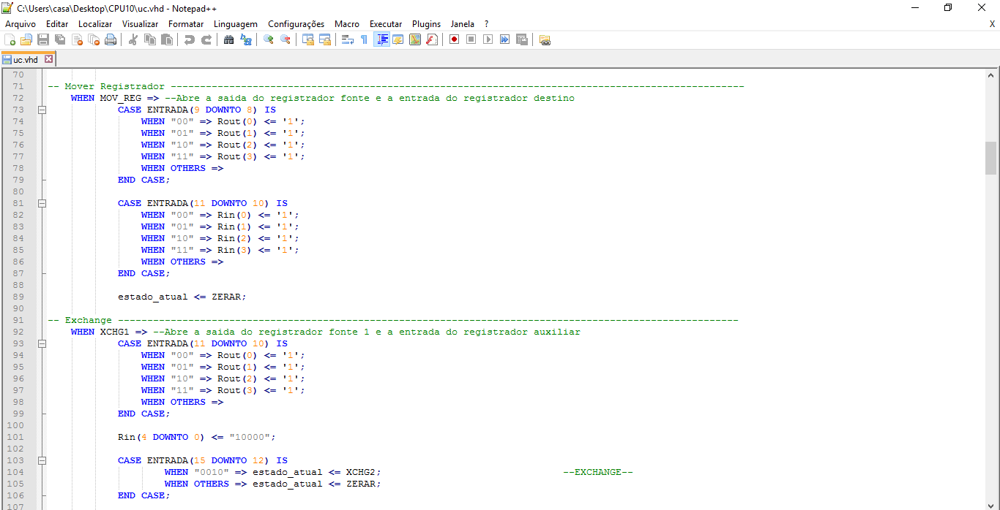 C:\Users\casa\Desktop\CPU10\uc.vhd - Notepad++
Arquivo Editar Localizar Visualizar Formatar Linguagem Configurações Macro Executar Plugins Janela ? X
uc.vhd
70
71 -- Mover Registrador --------------------------------------------------------------------------------------------------
72 WHEN MOV_REG => --Abre a saida do registrador fonte e a entrada do registrador destino
73 CASE ENTRADA(9 DOWNTO 8) IS
74 WHEN "00" => Rout(0) <= '1';
75 WHEN "01" => Rout(1) <= '1';
76 WHEN "10" => Rout(2) <= '1';
77 WHEN "11" => Rout(3) <= '1';
78 WHEN OTHERS =>
79 END CASE;
80
81 CASE ENTRADA(11 DOWNTO 10) IS
82 WHEN "00" => Rin(0) <= '1';
83 WHEN "01" => Rin(1) <= '1';
84 WHEN "10" => Rin(2) <= '1';
85 WHEN "11" => Rin(3) <= '1';
86 WHEN OTHERS =>
87 END CASE;
88
89 estado_atual <= ZERAR;
90
91 -- Exchange ----------------------------------------------------------------------------------------------------------
92 WHEN XCHG1 => --Abre a saida do registrador fonte 1 e a entrada do registrador auxiliar
93 CASE ENTRADA(11 DOWNTO 10) IS
94 WHEN "00" => Rout(0) <= '1';
95 WHEN "01" => Rout(1) <= '1';
96 WHEN "10" => Rout(2) <= '1';
97 WHEN "11" => Rout(3) <= '1';
98 WHEN OTHERS =>
99 END CASE;
100
101 Rin(4 DOWNTO 0) <= "10000";
102
103 CASE ENTRADA(15 DOWNTO 12) IS
104 WHEN "0010" => estado_atual <= XCHG2; --EXCHANGE--
105 WHEN OTHERS => estado_atual <= ZERAR;
106 END CASE;
107